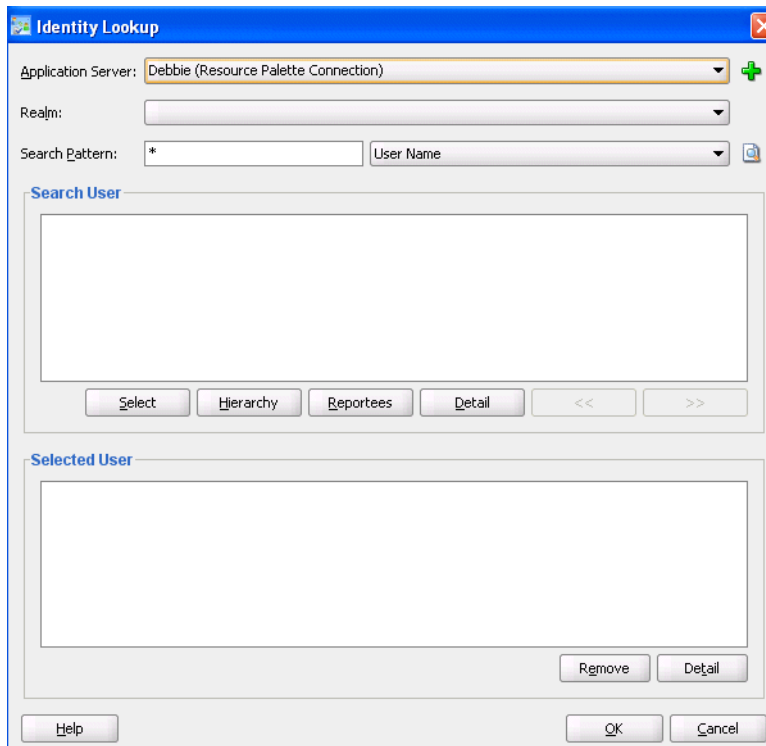 Identity Lookup
Application Server: Debbie (Resource Palette Connection)
Realm:
Search Pattern: * User Name
Search User
Select Hierarchy Reportees Detail << >>
Selected User
Remove Detail
Help OK Cancel